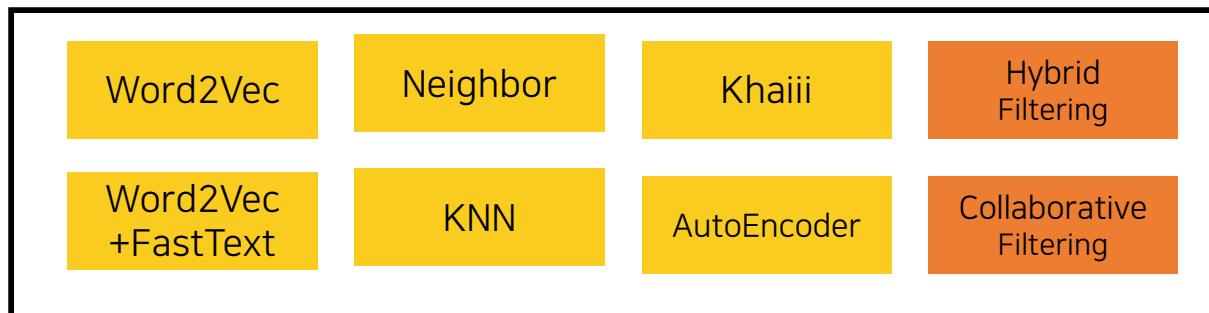 Word2Vec
Neighbor
Khaiii
Hybrid
Filtering
Word2Vec
+FastText
KNN
AutoEncoder
Collaborative
Filtering